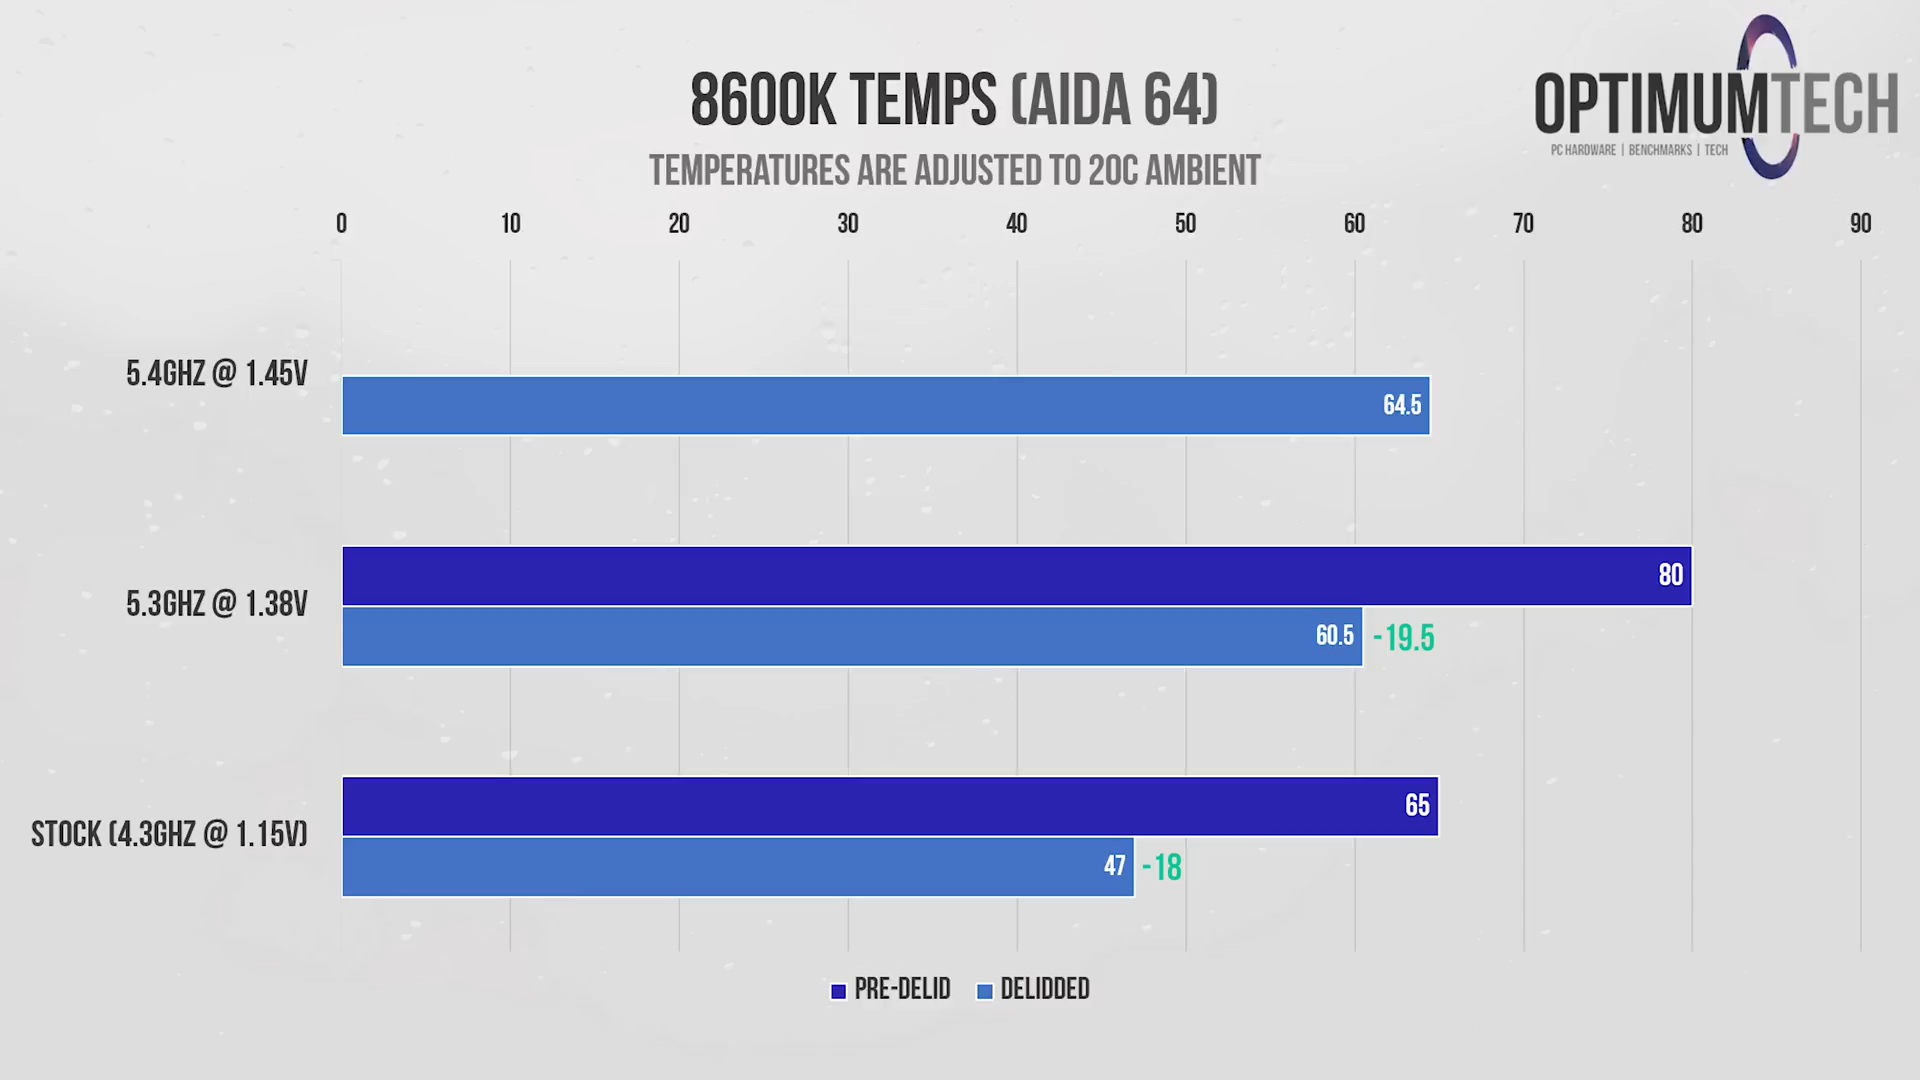 8600K TEMPS (AIDA 64)
TEMPERATURES ARE ADJUSTED TO 20C AMBIENT
OPTIMUMTECH
PC HARDWARE | BENCHMARKS | TECH
0 10 20 30 40 50 60 70 80 90
5.4GHZ @ 1.45V
64.5
5.3GHZ @ 1.38V
80
60.5 -19.5
STOCK (4.3GHZ @ 1.15V)
65
47 -18
PRE-DELID DELIDDED